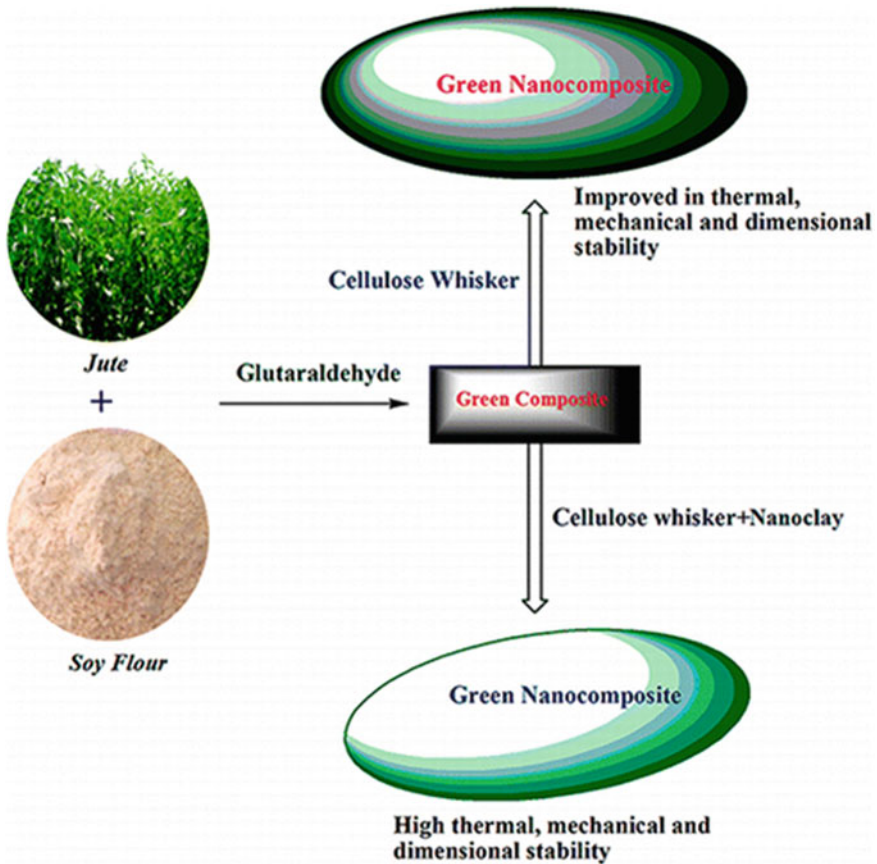 Green Nanocomposite
Improved in thermal,
mechanical and dimensional
stability
Cellulose Whisker
Jute
+
Glutaraldehyde
Green Composite
Cellulose whisker+Nanoclay
Soy Flour
Green Nanocomposite
High thermal, mechanical and
dimensional stability